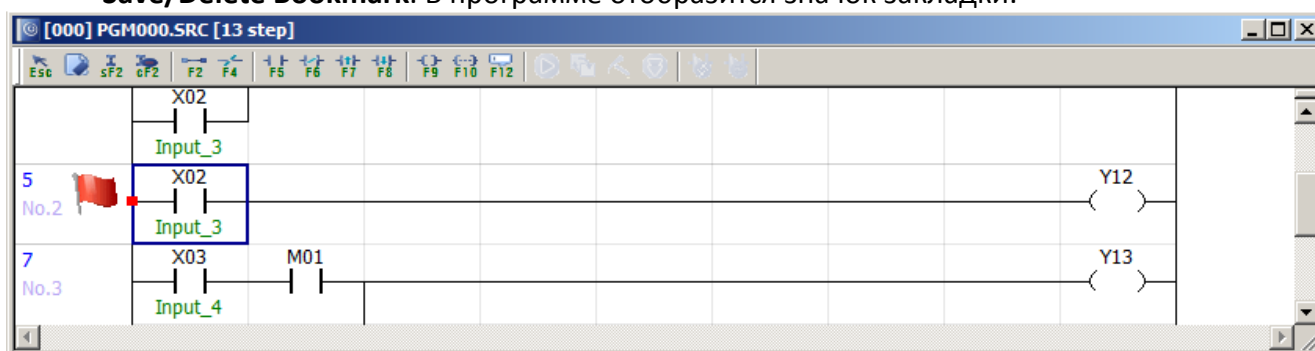 Save/Delete Bookmark. В программе отобразится значок закладки.
[000] PGM000.SRC [13 step]
Esc sF2 cF2 F2 F4 F5 F6 F7 F8 F9 F10 F12
X02
Input_3
5 X02 Y12
No.2
Input_3
7 X03 M01 Y13
No.3
Input_4